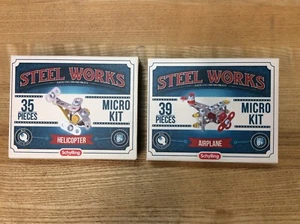 STEEL WORKS
35
PIECES
MICRO
KIT
HELICOPTER
Schylling
STEEL WORKS
39
PIECES
MICRO
KIT
AIRPLANE
Schylling